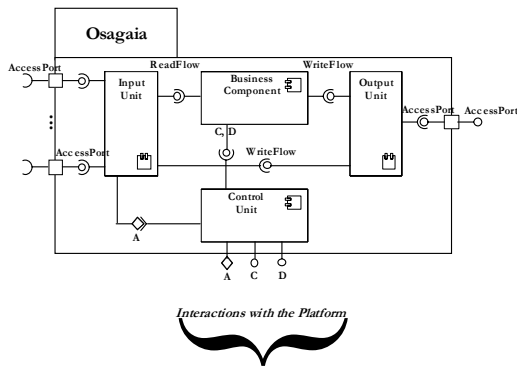 Osagaia
ReadFlow
WriteFlow
AccessPort
Input
Unit
Business
Component
Output
Unit
AccessPort
AccessPort
C, D
AccessPort
WriteFlow
Control
Unit
A
A
C
D
Interactions with the Platform